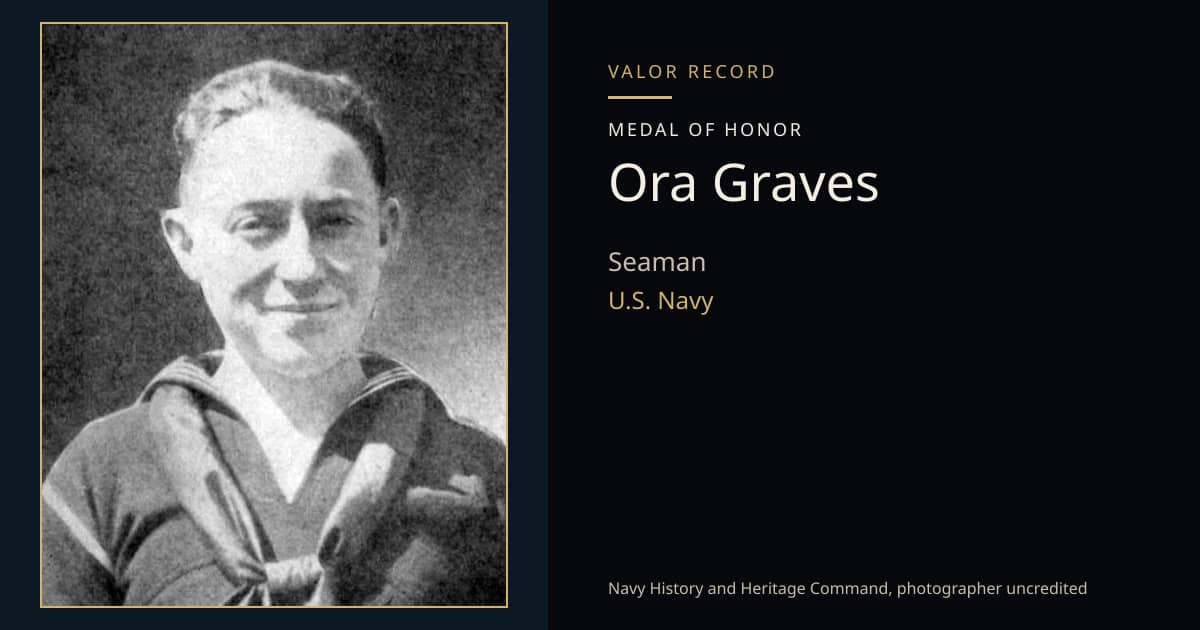 VALOR RECORD
MEDAL OF HONOR
Ora Graves
Seaman
U.S. Navy
Navy History and Heritage Command, photographer uncredited